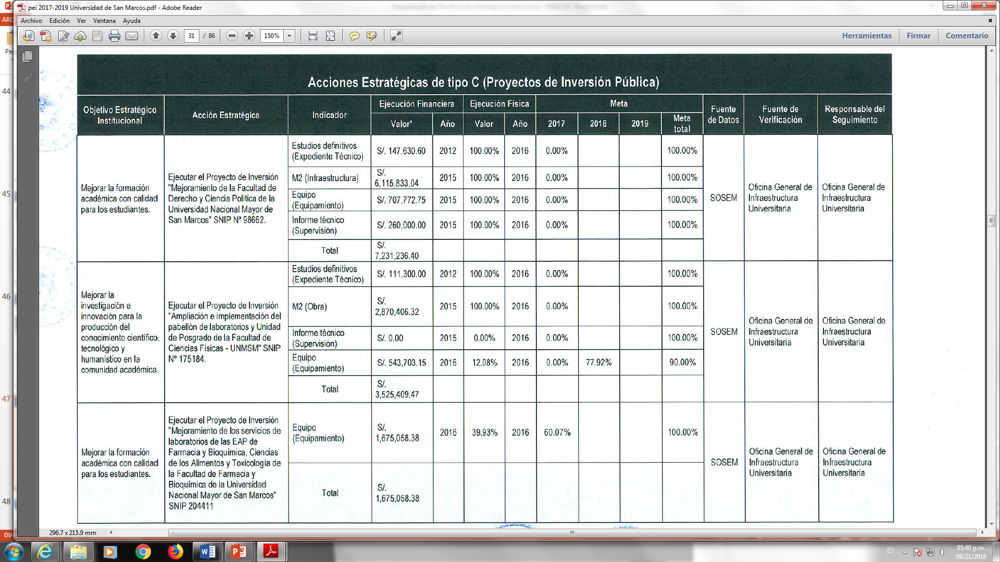 pei 2017-2019 Universidad de San Marcos.pdf - Adobe Reader
Archivo Edición Ver Ventana Ayuda
31 / 86 150%
Herramientas Firmar Comentario
44
45
46
47
48
Acciones Estratégicas de tipo C (Proyectos de Inversión Pública)
Objetivo Estratégico
Institucional
Acción Estratégica
Indicador
Ejecución Financiera
Ejecución Física
Meta
Fuente
de Datos
Fuente de
Verificación
Responsable del
Seguimiento
Valor* Año Valor Año 2017 2018 2019 Meta
total
Mejorar la formación
académica con calidad
para los estudiantes.
Ejecutar el Proyecto de Inversión
"Mejoramiento de la Facultad de
Derecho y Ciencia Política de la
Universidad Nacional Mayor de
San Marcos" SNIP Nº 98662.
Estudios definitivos
(Expediente Técnico)
S/. 147,630.60 2012 100.00% 2016 0.00% 100.00%
M2 (Infraestructura)
S/.
6,115,833.04
2015 100.00% 2016 0.00% 100.00%
Equipo
(Equipamiento)
S/. 707,772.75 2015 100.00% 2016 0.00% 100.00%
Informe técnico
(Supervisión)
S/. 260,000.00 2015 100.00% 2016 0.00% 100.00%
Total
S/.
7,231,236.40
SOSEM
Oficina General de
Infraestructura
Universitaria
Oficina General de
Infraestructura
Universitaria
Mejorar la
investigación e
innovación para la
producción del
conocimiento científico,
tecnológico y
humanístico en la
comunidad académica.
Ejecutar el Proyecto de Inversión
"Ampliación e implementación del
pabellón de laboratorios y Unidad
de Posgrado de la Facultad de
Ciencias Físicas - UNMSM" SNIP
Nº 175184.
Estudios definitivos
(Expediente Técnico)
S/. 111,300.00 2012 100.00% 2016 0.00% 100.00%
M2 (Obra)
S/.
2,870,406.32
2015 100.00% 2016 0.00% 100.00%
Informe técnico
(Supervisión)
S/. 0.00 2015 0.00% 2016 0.00% 100.00%
Equipo
(Equipamiento)
S/. 543,703.15 2016 12.08% 2016 0.00% 77.92% 90.00%
Total
S/.
3,525,409.47
SOSEM
Oficina General de
Infraestructura
Universitaria
Oficina General de
Infraestructura
Universitaria
Mejorar la formación
académica con calidad
para los estudiantes.
Ejecutar el Proyecto de Inversión
"Mejoramiento de los servicios de
laboratorios de las EAP de
Farmacia y Bioquímica, Ciencias
de los Alimentos y Toxicología de
la Facultad de Farmacia y
Bioquímica de la Universidad
Nacional Mayor de San Marcos"
SNIP 204411
Equipo
(Equipamiento)
S/.
1,675,058.38
2016 39.93% 2016 60.07% 100.00%
Total
S/.
1,675,058.38
SOSEM
Oficina General de
Infraestructura
Universitaria
Oficina General de
Infraestructura
Universitaria
296.7 x 215.9 mm
ES
05:40 p.m.
09/21/2018